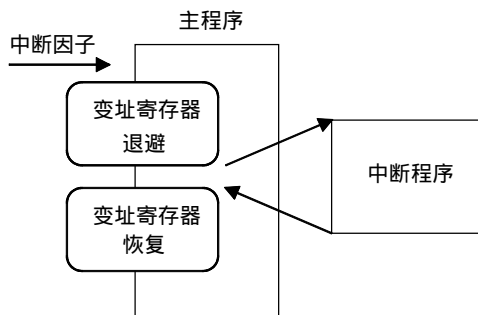 主程序
中断因子
变址寄存器
退避
中断程序
变址寄存器
恢复